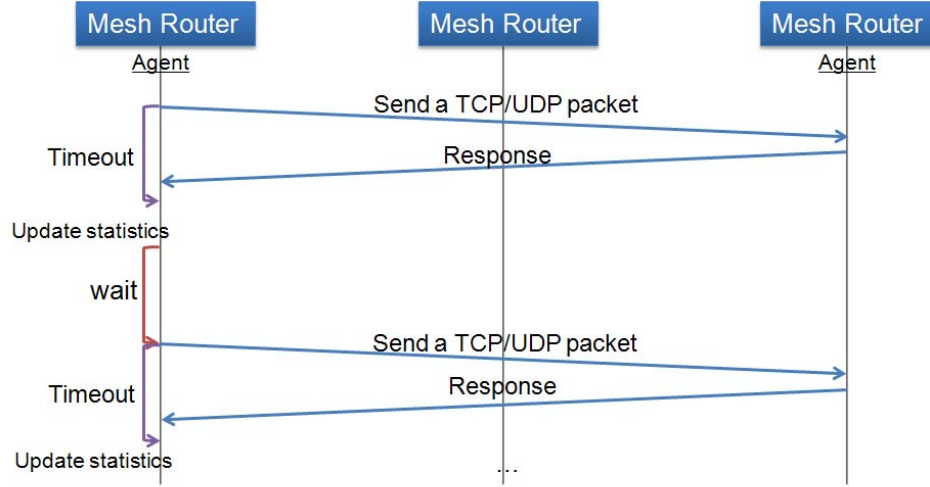 Mesh Router
Mesh Router
Mesh Router
Agent
Agent
Send a TCP/UDP packet
Timeout
Response
Update statistics
wait
Send a TCP/UDP packet
Timeout
Response
Update statistics
...